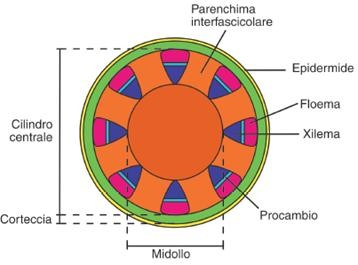 Parenchima
interfascicolare
Epidermide
Floema
Cilindro
centrale
Xilema
Procambio
Corteccia
Midollo